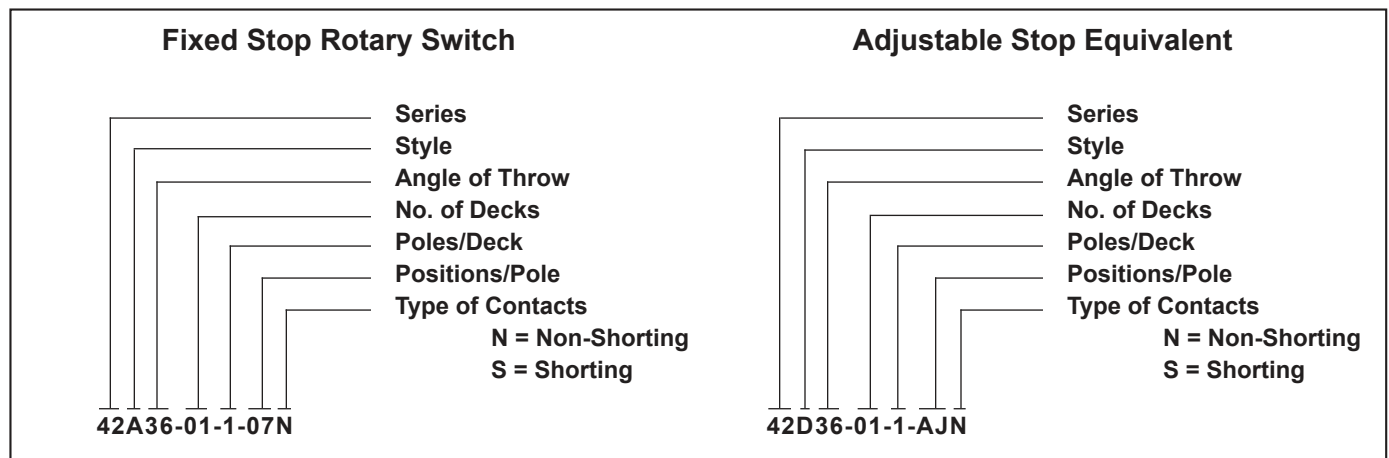 Fixed Stop Rotary Switch
Series
Style
Angle of Throw
No. of Decks
Poles/Deck
Positions/Pole
Type of Contacts
N = Non-Shorting
S = Shorting
42A36-01-1-07N
Adjustable Stop Equivalent
Series
Style
Angle of Throw
No. of Decks
Poles/Deck
Positions/Pole
Type of Contacts
N = Non-Shorting
S = Shorting
42D36-01-1-AJN